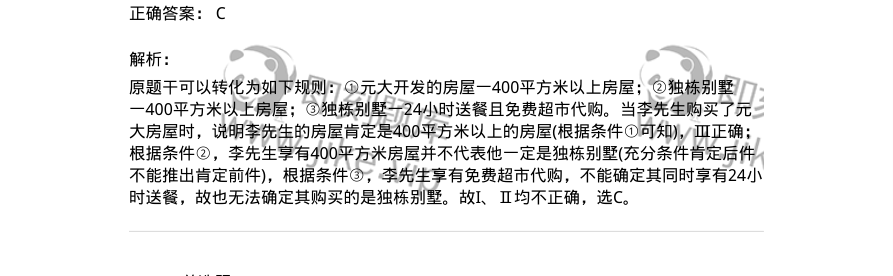 正确答案： C
解析：
原题干可以转化为如下规则：①元大开发的房屋一400平方米以上房屋；②独栋别墅
一400平方米以上房屋；③独栋别墅一24小时送餐且免费超市代购。当李先生购买了元
大房屋时，说明李先生的房屋肯定是400平方米以上的房屋(根据条件①可知)，Ⅲ正确；
根据条件②，李先生享有400平方米房屋并不代表他一定是独栋别墅(充分条件肯定后件
不能推出肯定前件)，根据条件③，李先生享有免费超市代购，不能确定其同时享有24小
时送餐，故也无法确定其购买的是独栋别墅。故Ⅰ、Ⅱ均不正确，选C。